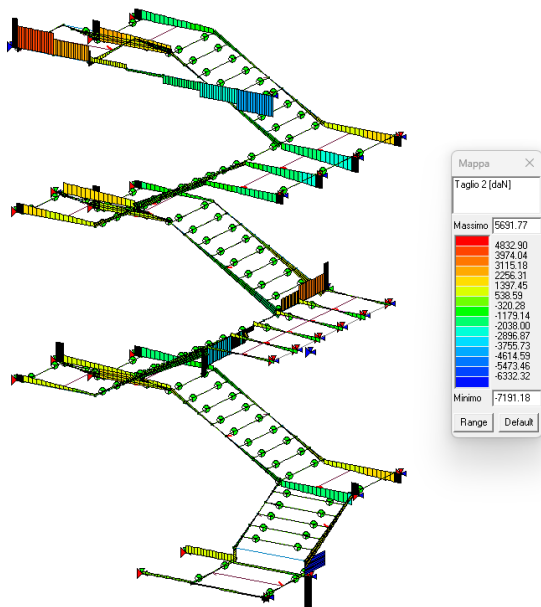 Mappa
Taglio 2 [daN]
Massimo 5691.77
4832.90
3974.04
3115.18
2256.31
1397.45
538.59
-320.28
-1179.14
-2038.00
-2896.87
-3755.73
-4614.59
-5473.46
-6332.32
Minimo -7191.18
Range Default